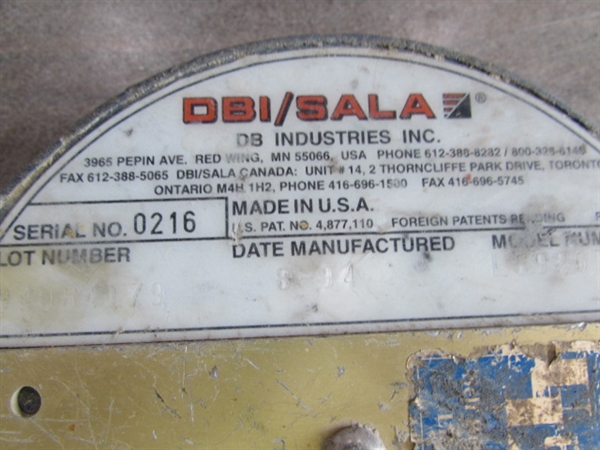 DBI/SALA®
DB INDUSTRIES INC.
3965 PEPIN AVE. RED WING, MN 55066, USA PHONE 612-388-8282 / 800-328-6146
FAX 612-388-5065 DBI/SALA CANADA: UNIT # 14, 2 THORNCLIFFE PARK DRIVE, TORONTO
ONTARIO M4H 1H2, PHONE 416-696-1500 FAX 416-696-5745
SERIAL NO. 0216
MADE IN U.S.A.
U.S. PAT. NO. 4,877,110 FOREIGN PATENTS PENDING
LOT NUMBER
DATE MANUFACTURED
MODEL NUM